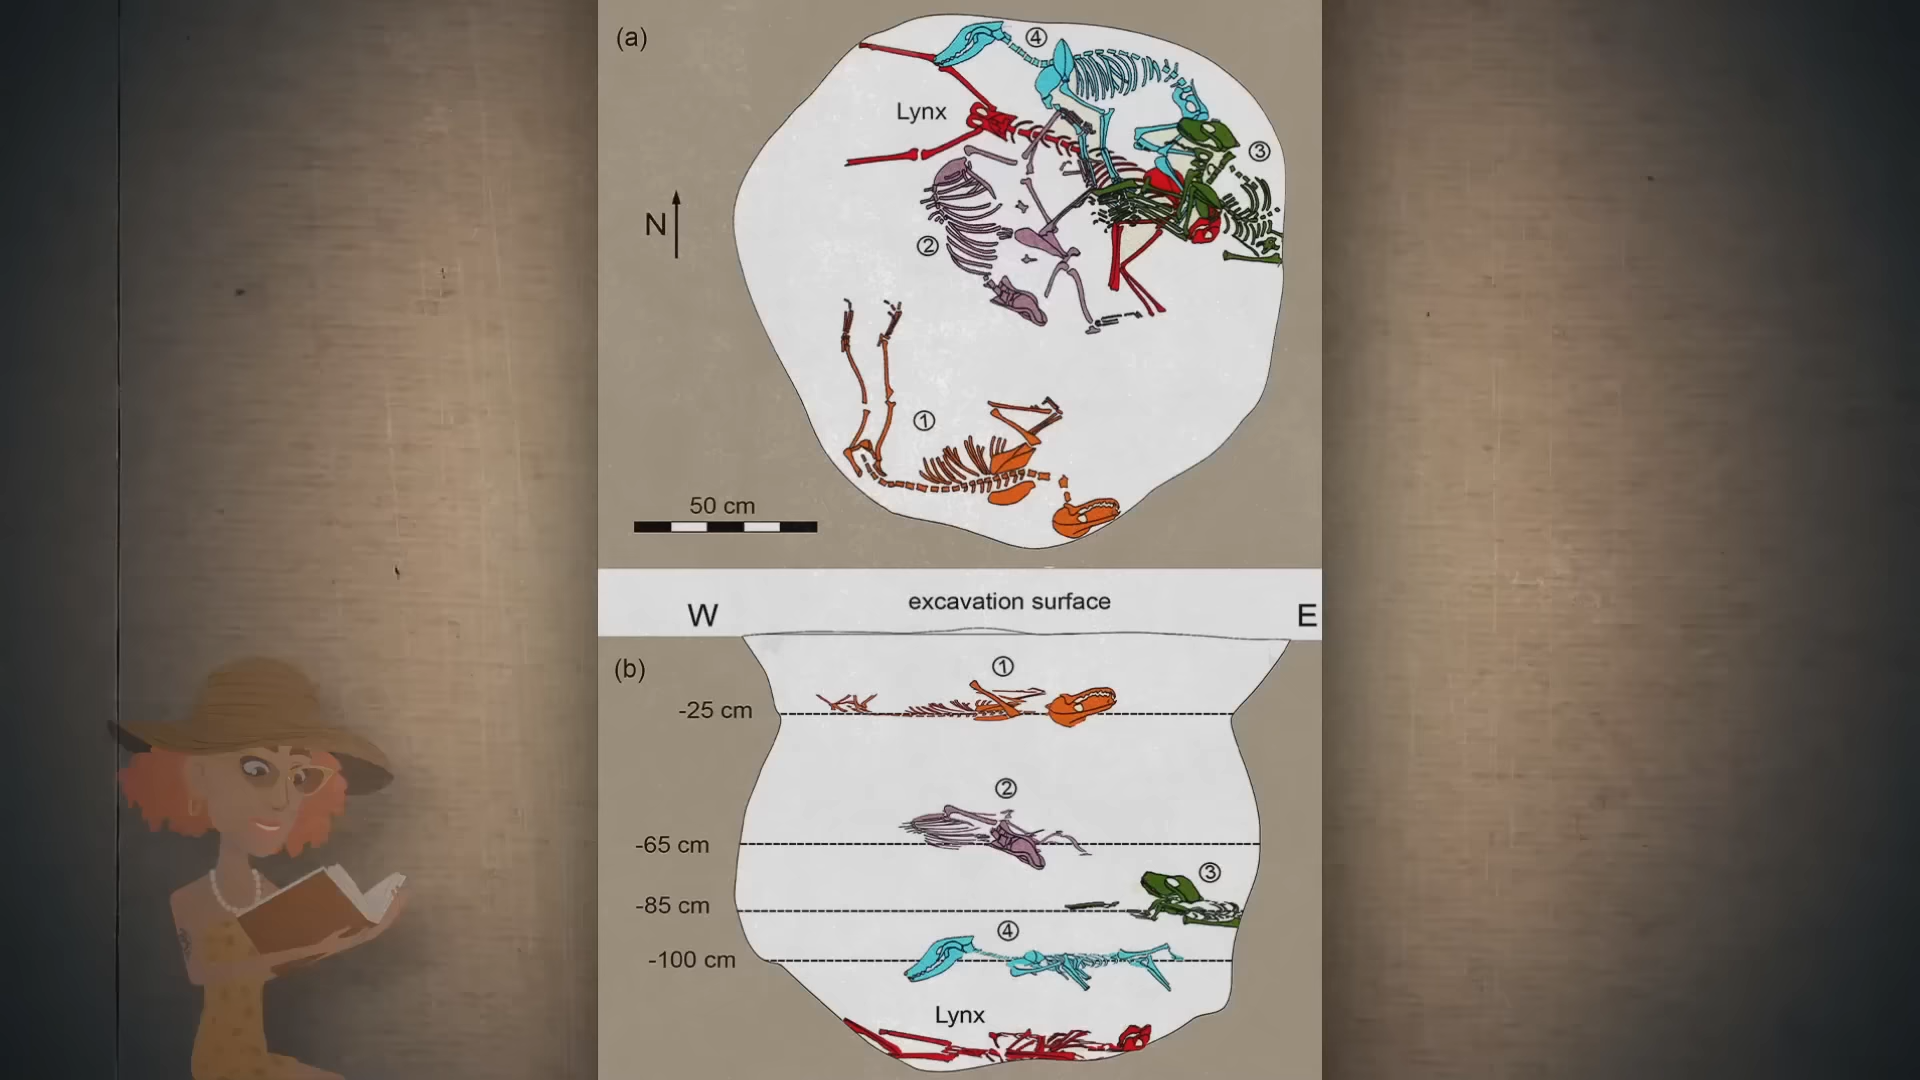 (a)
④
Lynx
③
N
②
①
50 cm
excavation surface
W
E
(b)
①
-25 cm
②
-65 cm
③
-85 cm
④
-100 cm
Lynx